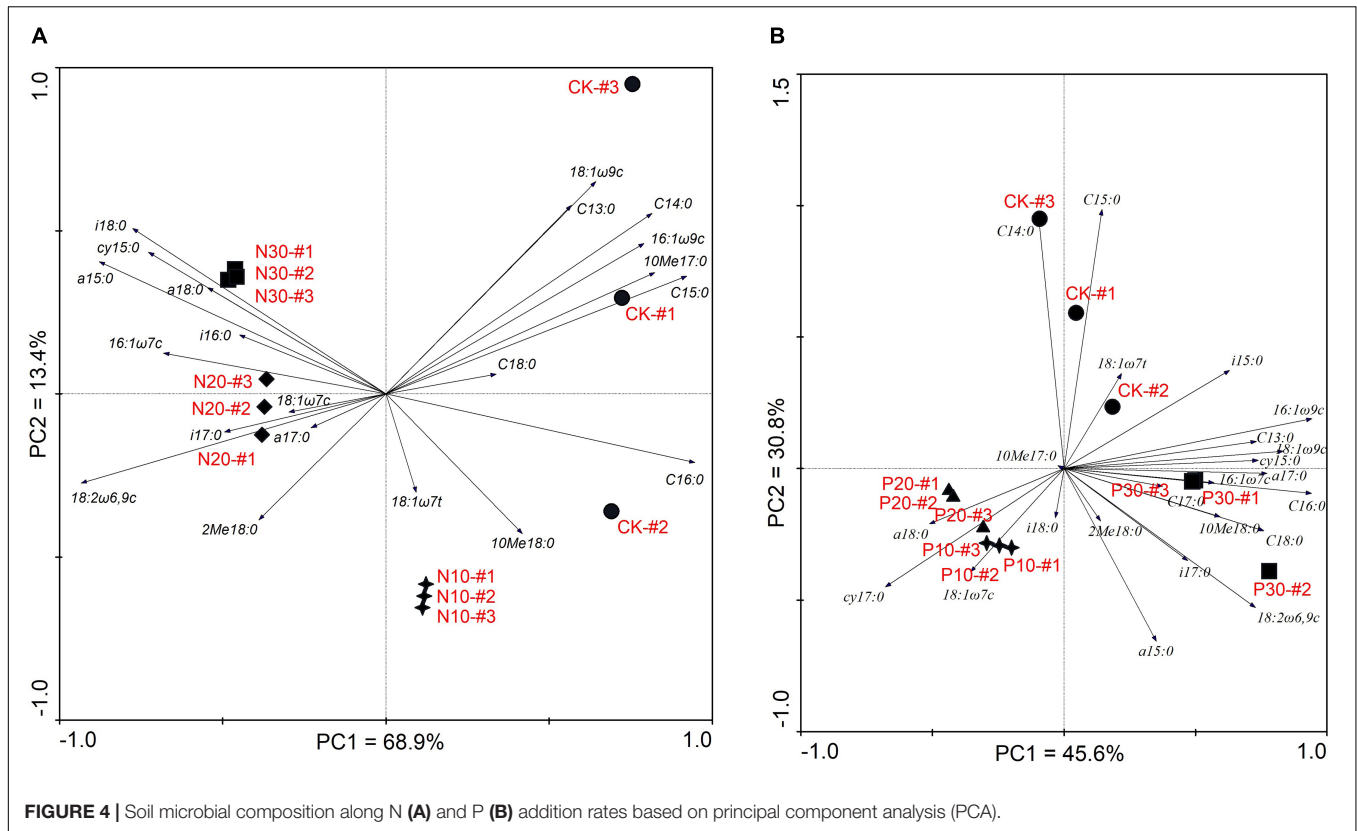 A
1.0
CK-#3
18:1ω9c
C13:0
C14:0
16:1ω9c
10Me17:0
C15:0
CK-#1
i18:0
cy15:0
a15:0
N30-#1
N30-#2
N30-#3
a18:0
i16:0
16:1ω7c
C18:0
N20-#3
N20-#2
18:1ω7c
i17:0
a17:0
N20-#1
18:2ω6,9c
2Me18:0
18:1ω7t
C16:0
CK-#2
10Me18:0
N10-#1
N10-#2
N10-#3
PC2 = 13.4%
-1.0
-1.0
PC1 = 68.9%
1.0
B
1.5
CK-#3
C15:0
C14:0
CK-#1
18:1ω7t
i15:0
CK-#2
16:1ω9c
C13:0
18:1ω9c
10Me17:0
cy15:0
a17:0
P20-#1
P20-#2
P20-#3
P30-#3
16:1ω7c
P30-#1
C17:0
C16:0
a18:0
i18:0
2Me18:0
10Me18:0
C18:0
P10-#3
P10-#1
P10-#2
i17:0
P30-#2
cy17:0
18:1ω7c
18:2ω6,9c
a15:0
PC2 = 30.8%
-1.0
-1.0
PC1 = 45.6%
1.0
FIGURE 4 | Soil microbial composition along N (A) and P (B) addition rates based on principal component analysis (PCA).